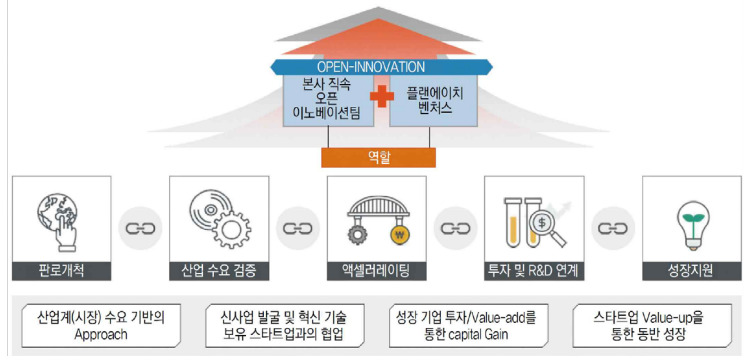 OPEN-INNOVATION
본사 직속
오픈
이노베이션팀
플랜에이치
벤처스
역할
$
₩
판로개척
산업 수요 검증
액셀러레이팅
투자 및 R&D 연계
성장지원
산업계(시장) 수요 기반의
Approach
신사업 발굴 및 혁신 기술
보유 스타트업과의 협업
성장 기업 투자/Value-add를
통한 capital Gain
스타트업 Value-up을
통한 동반 성장